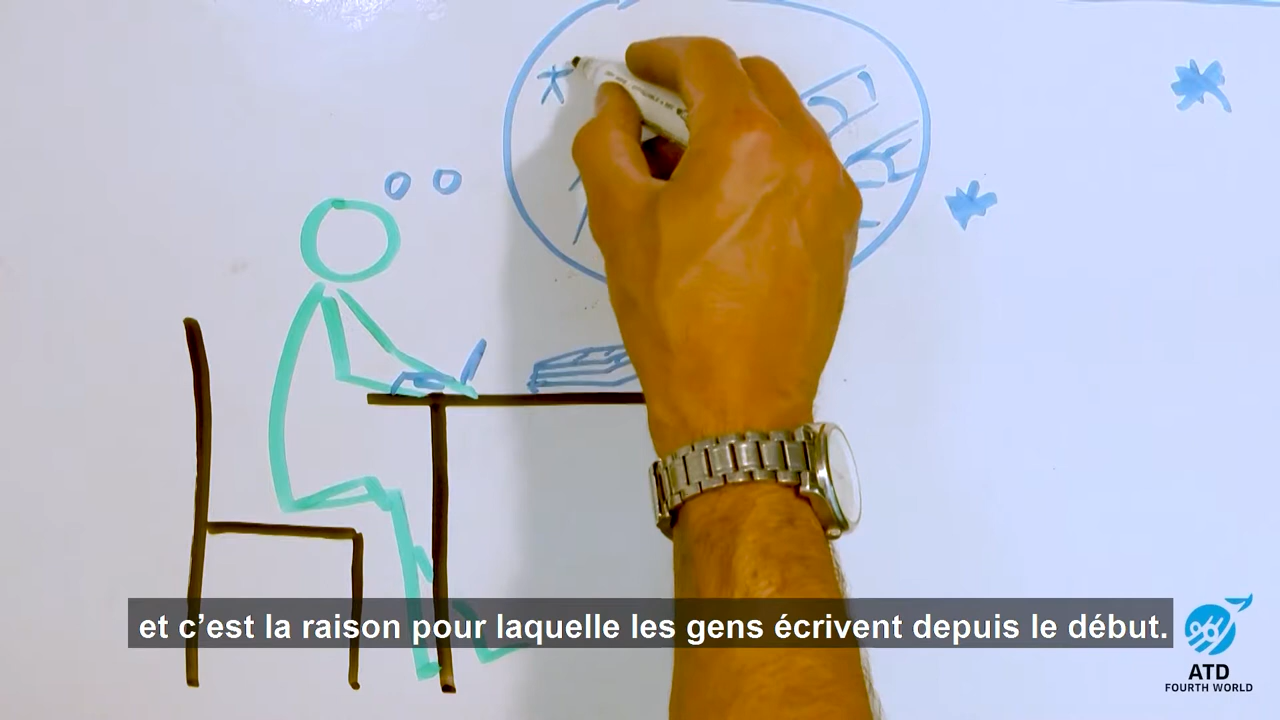 et c’est la raison pour laquelle les gens écrivent depuis le début.
ATD
FOURTH WORLD